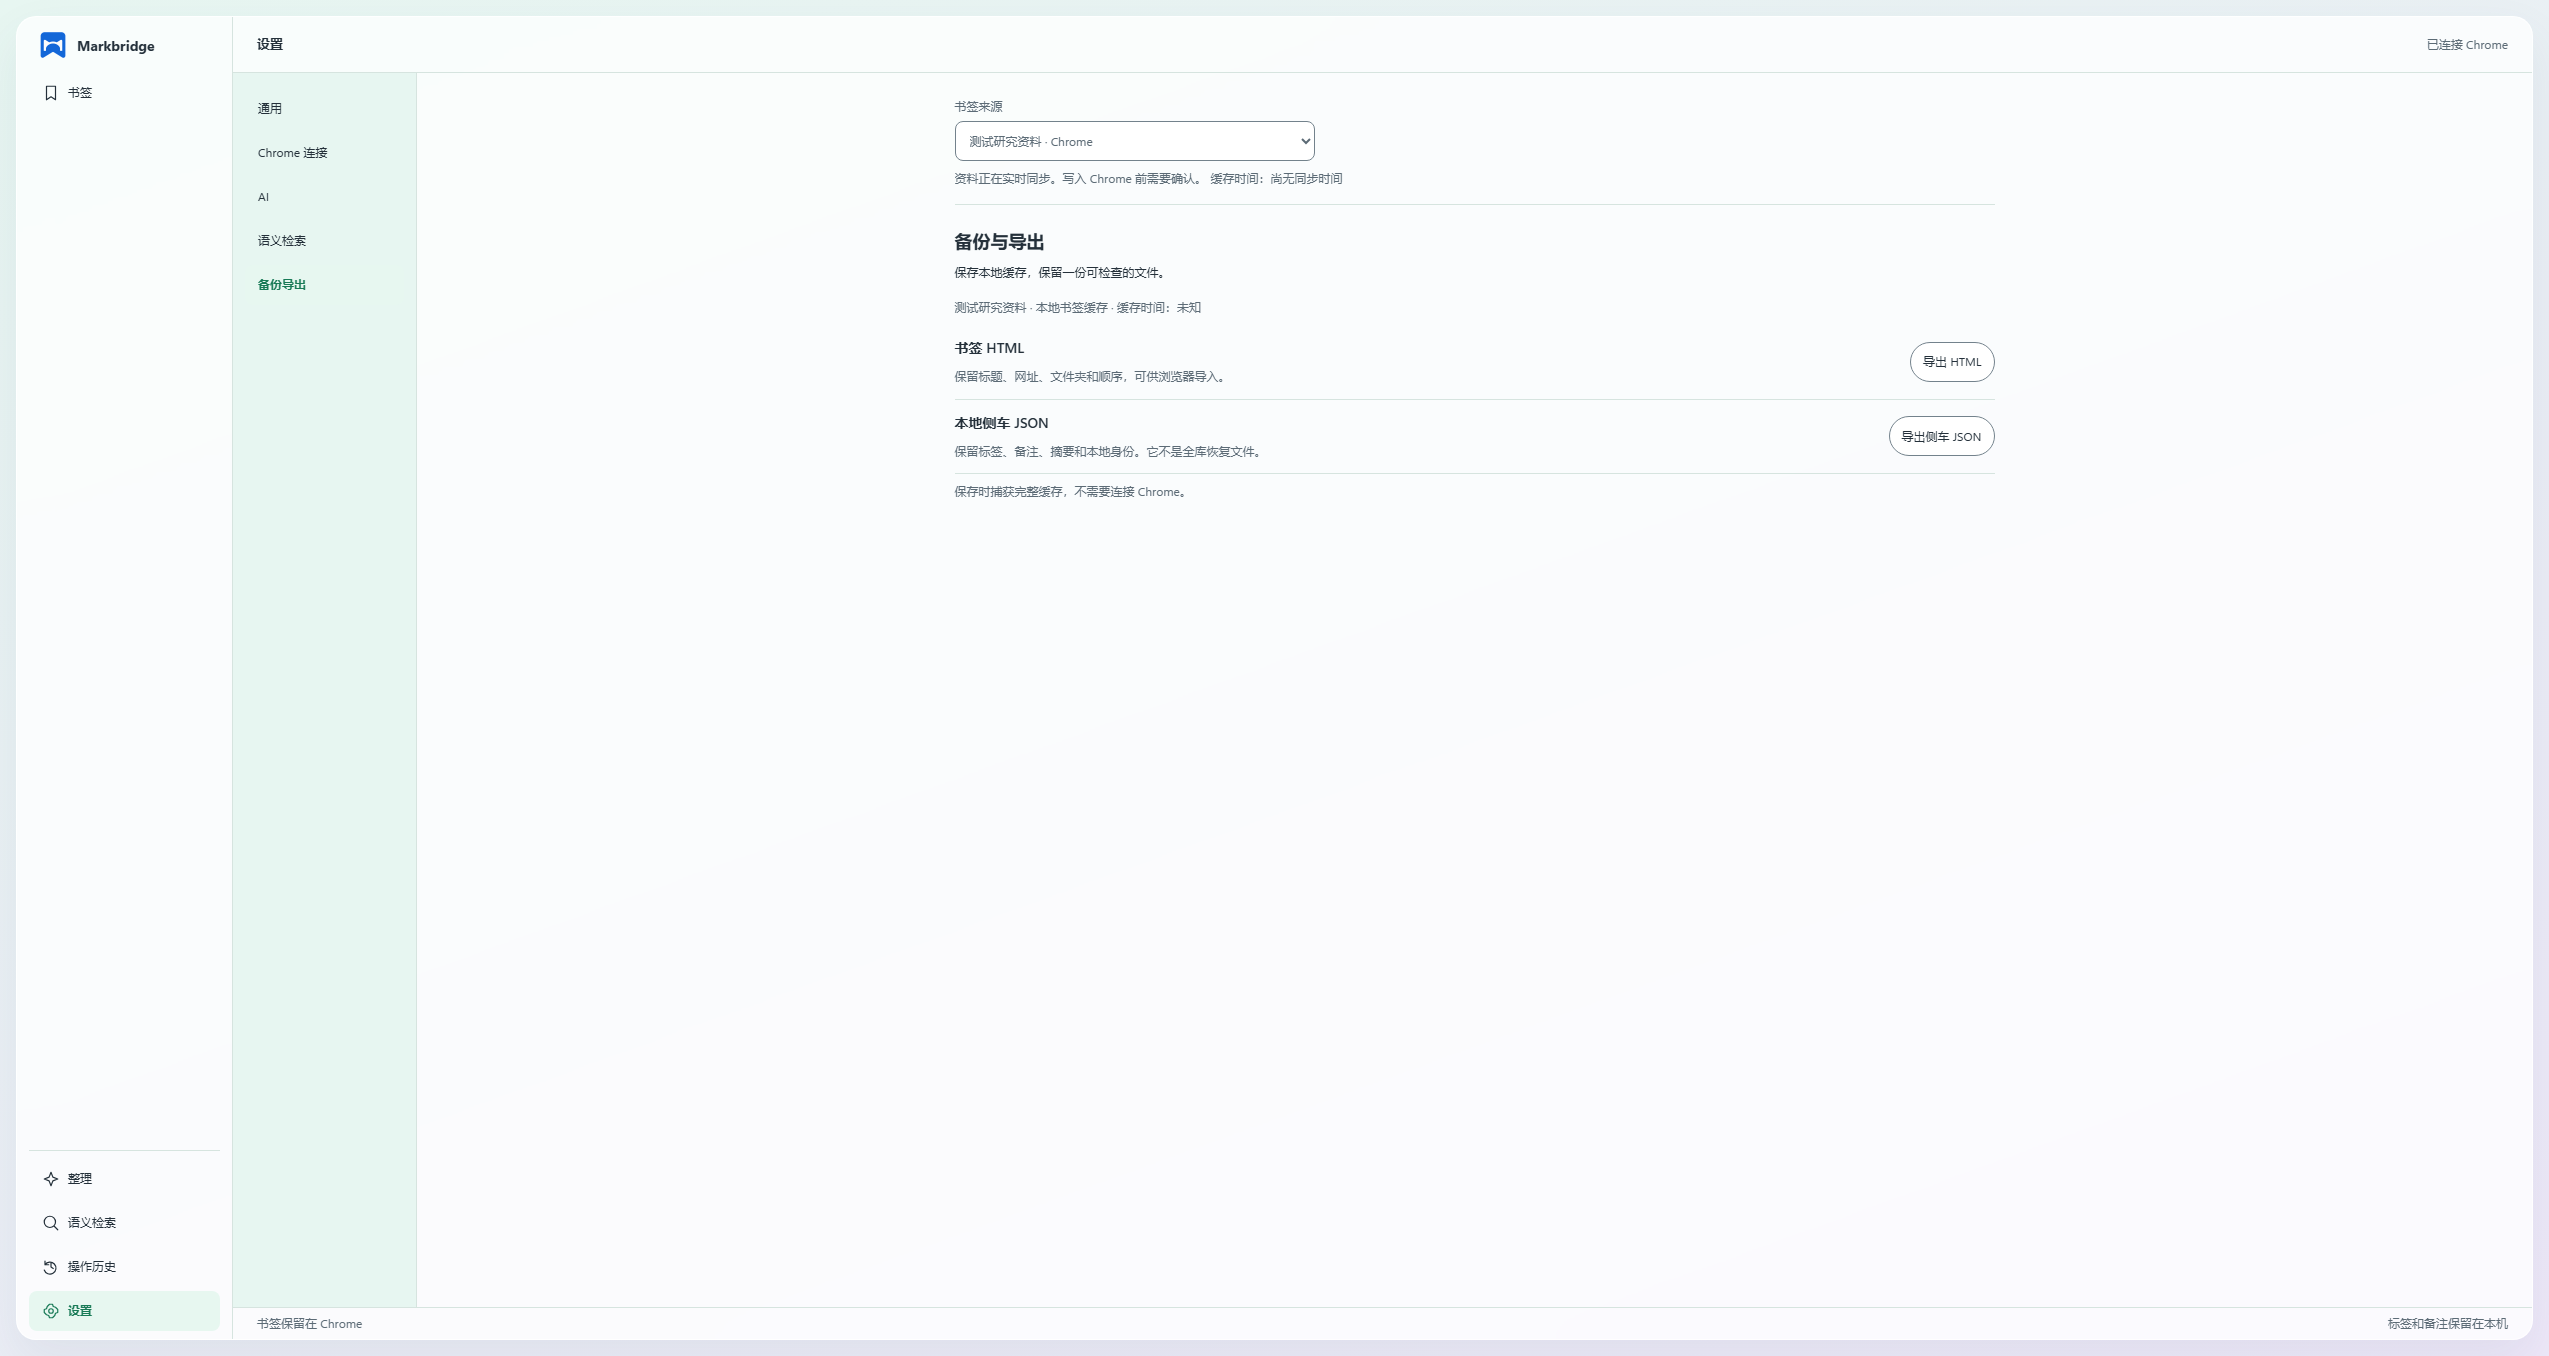 Markbridge
书签
整理
语义检索
操作历史
设置
设置
已连接 Chrome
通用
Chrome 连接
AI
语义检索
备份导出
书签来源
测试研究资料 · Chrome
资料正在实时同步。写入 Chrome 前需要确认。 缓存时间：尚无同步时间
备份与导出
保存本地缓存，保留一份可检查的文件。
测试研究资料 · 本地书签缓存 · 缓存时间：未知
书签 HTML
保留标题、网址、文件夹和顺序，可供浏览器导入。
导出 HTML
本地侧车 JSON
保留标签、备注、摘要和本地身份。它不是全库恢复文件。
导出侧车 JSON
保存时捕获完整缓存，不需要连接 Chrome。
书签保留在 Chrome
标签和备注保留在本机